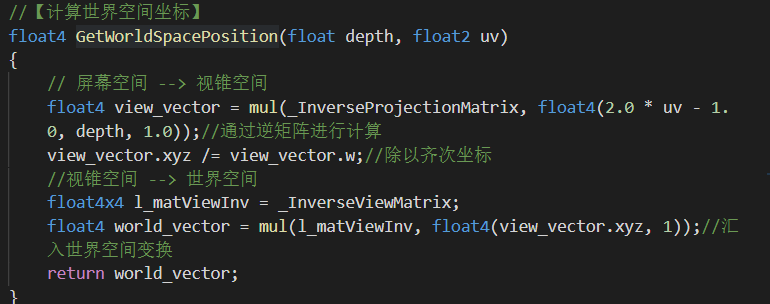 //【计算世界空间坐标】
float4 GetWorldSpacePosition(float depth, float2 uv)
{
// 屏幕空间 --> 视锥空间
float4 view_vector = mul(_InverseProjectionMatrix, float4(2.0 * uv - 1.
0, depth, 1.0));//通过逆矩阵进行计算
view_vector.xyz /= view_vector.w;//除以齐次坐标
//视锥空间 --> 世界空间
float4x4 l_matViewInv = _InverseViewMatrix;
float4 world_vector = mul(l_matViewInv, float4(view_vector.xyz, 1));//汇
入世界空间变换
return world_vector;
}